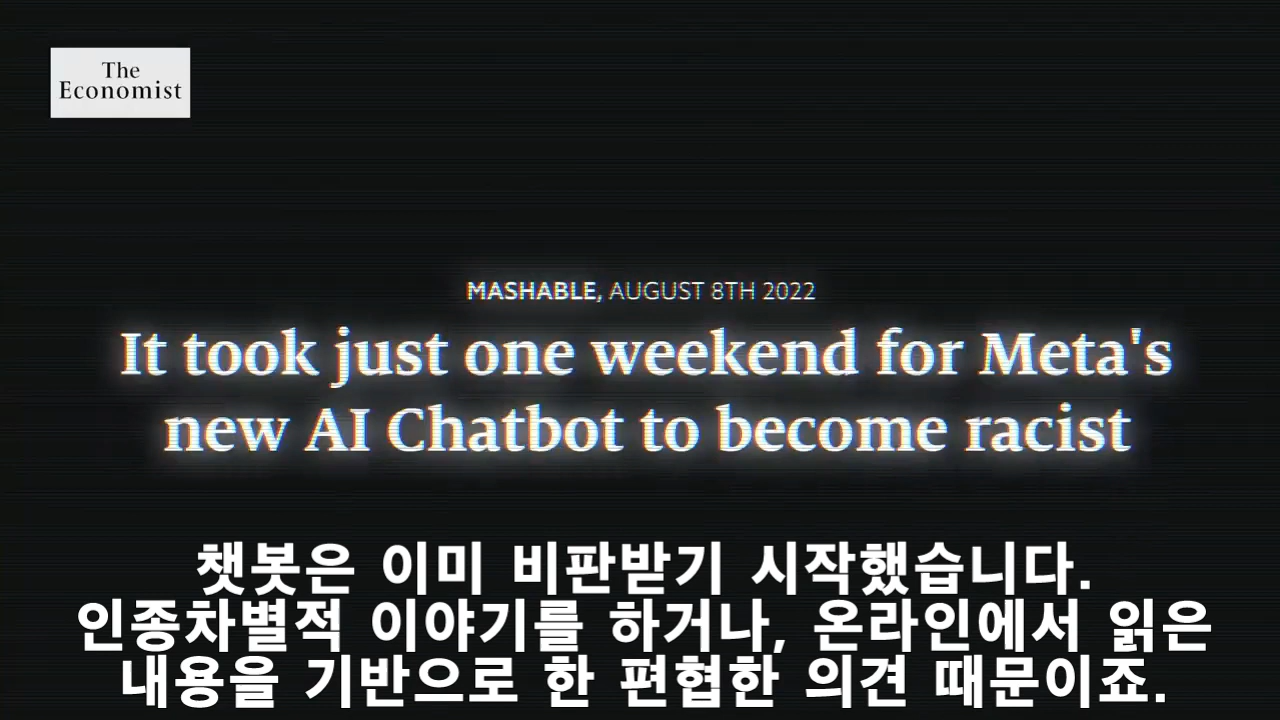 The
Economist
MASHABLE, AUGUST 8TH 2022
It took just one weekend for Meta's
new AI Chatbot to become racist
챗봇은 이미 비판받기 시작했습니다.
인종차별적 이야기를 하거나, 온라인에서 읽은
내용을 기반으로 한 편협한 의견 때문이죠.